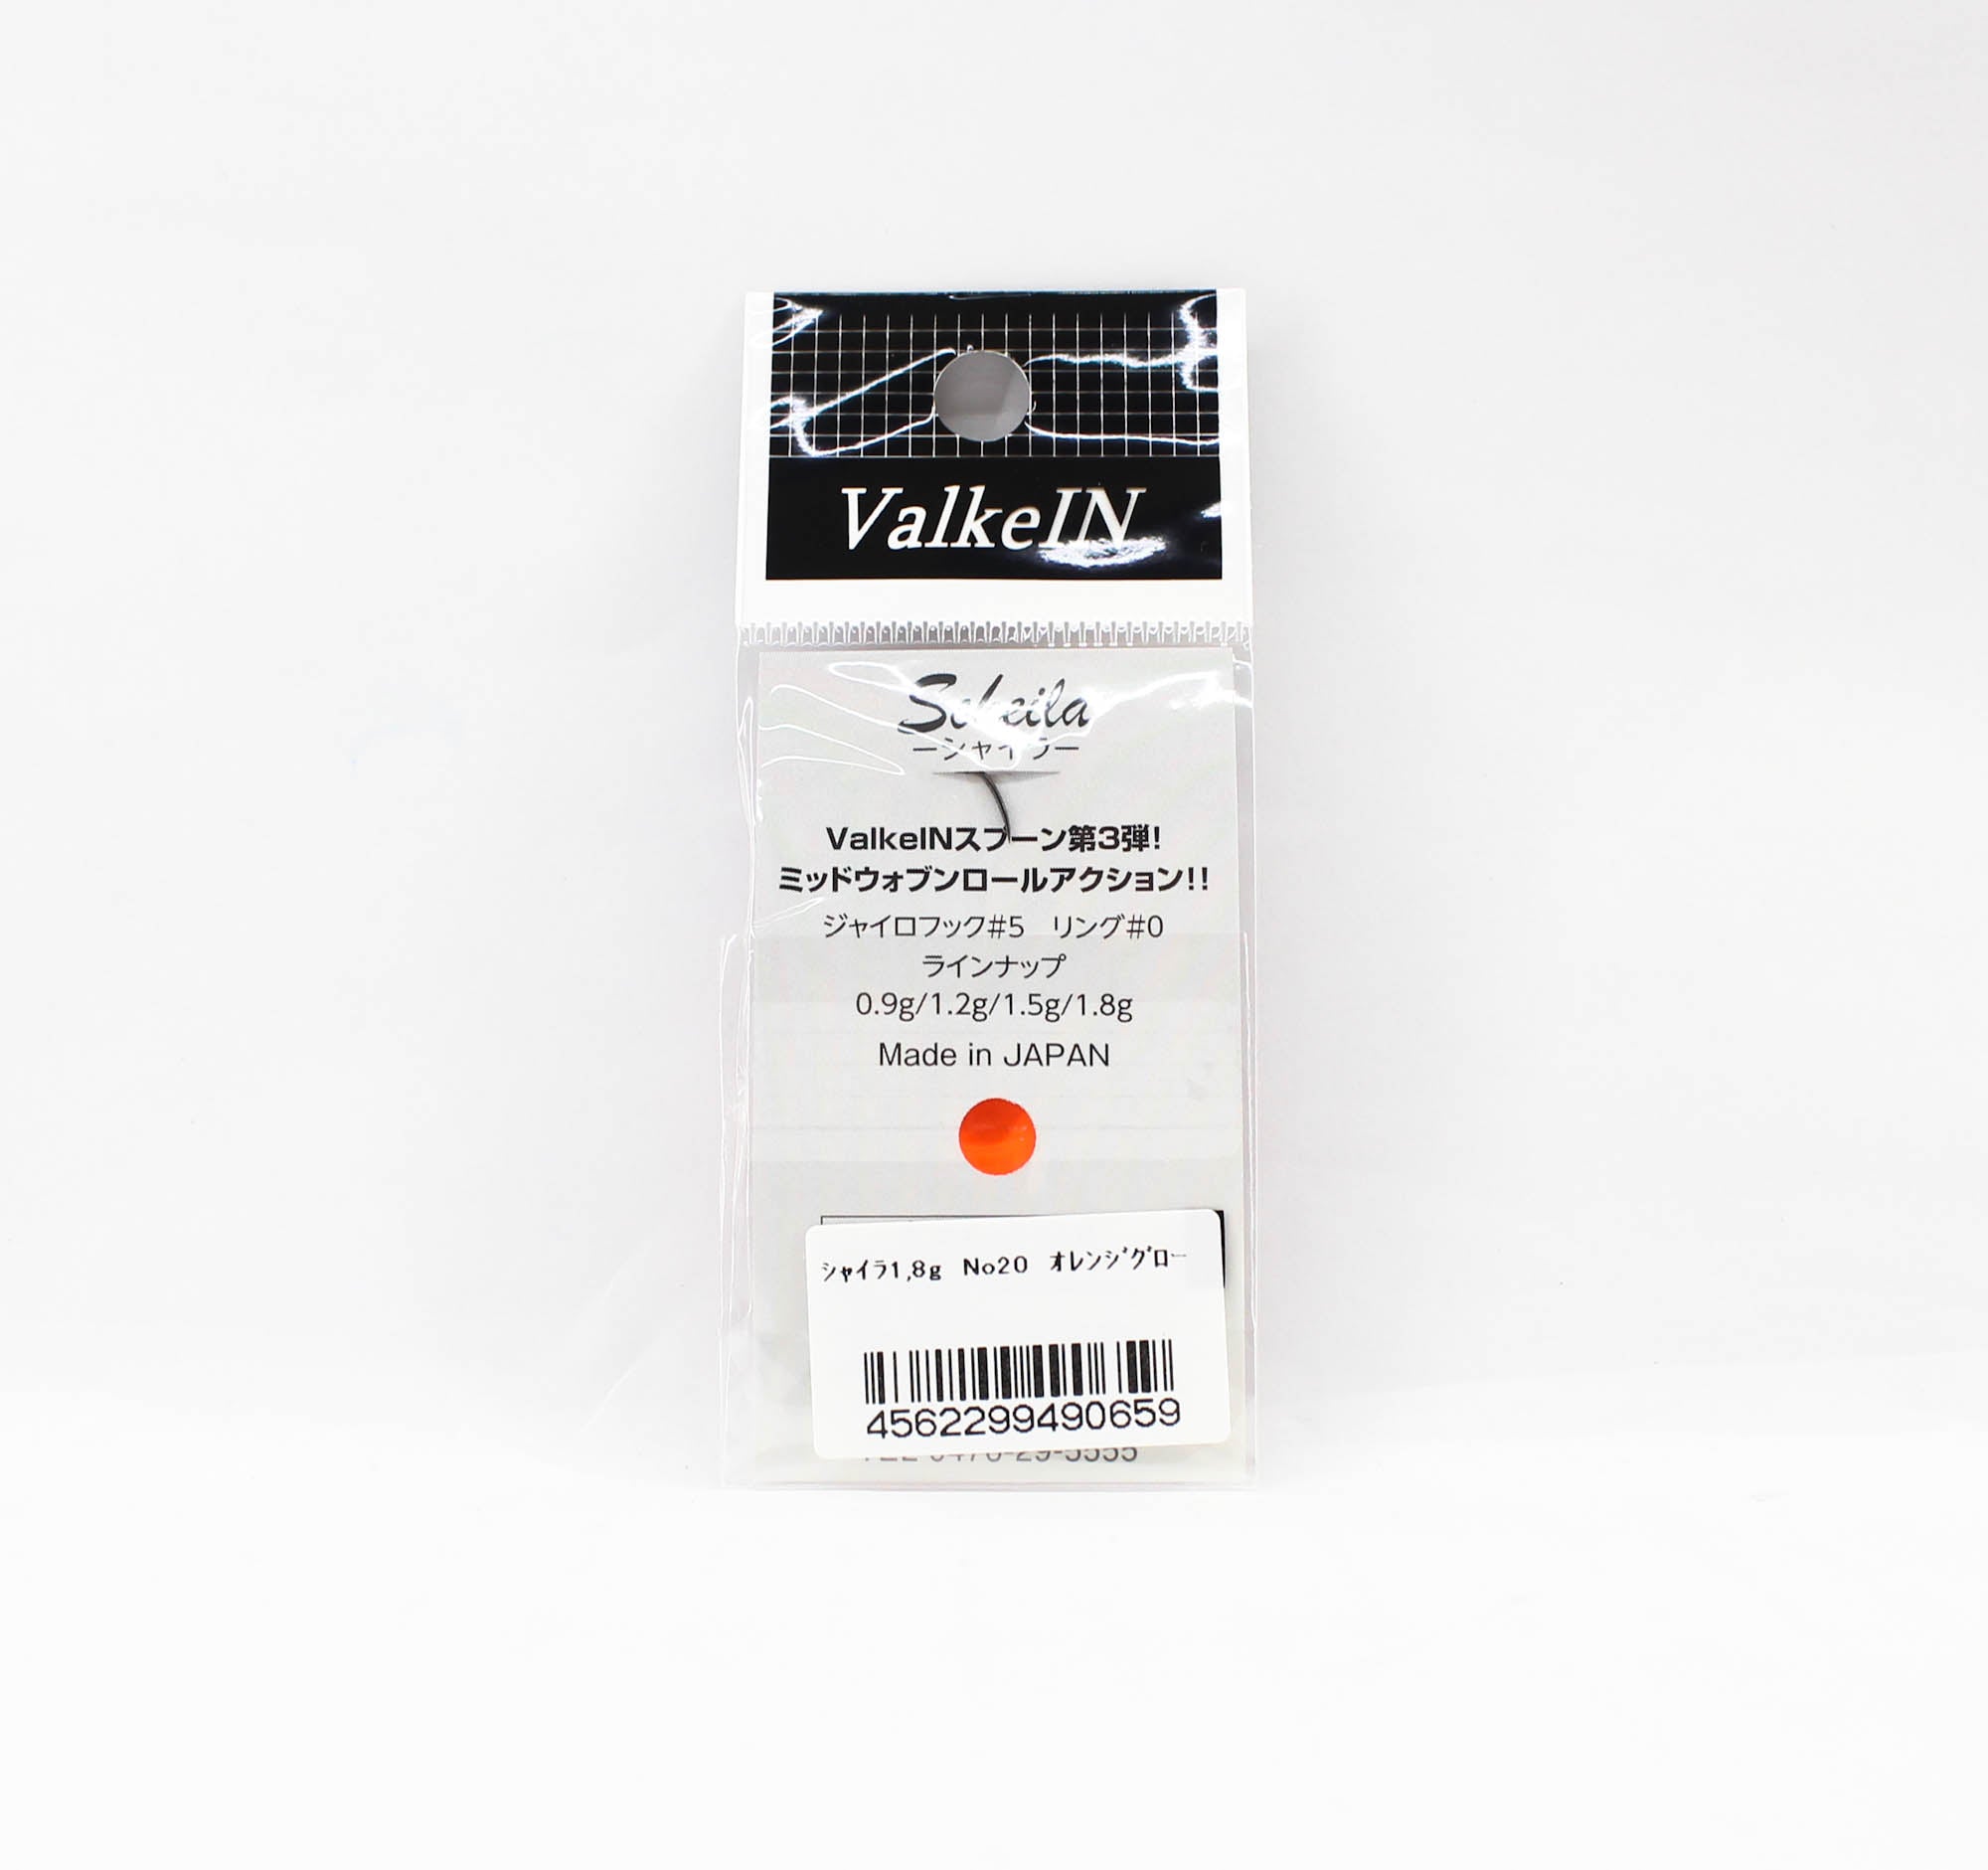 ValkeIN
Scheila
ーシャイラー
ValkeINスプーン第3弾!
ミッドウォブンロールアクション!!
ジャイロフック#5 リング#0
ラインナップ
0.9g/1.2g/1.5g/1.8g
Made in JAPAN
シャイラ1,8g No20 オレンジグロー
4562299490659
TEL 0476-29-5555